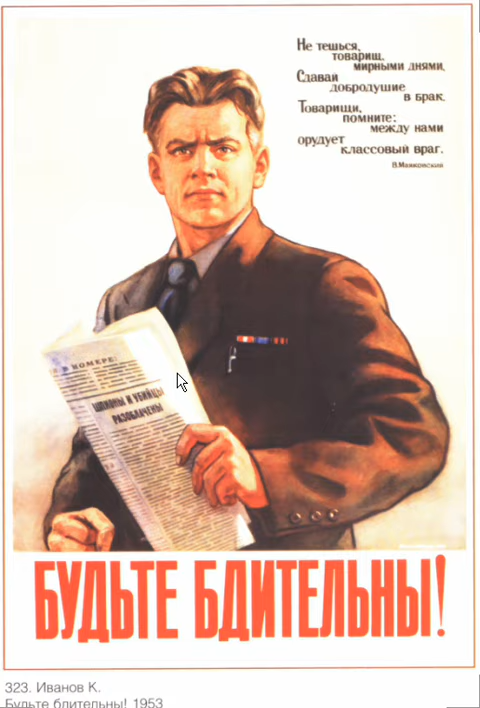 Не тешься,
товарищ,
мирными днями,
Сдавай
добродушие
в брак.
Товарищи,
помните:
между нами
орудует
классовый враг.
В.Маяковский
В НОМЕРЕ:
ШПИОНЫ И УБИЙЦЫ
РАЗОБЛАЧЕНЫ
БУДЬТЕ БДИТЕЛЬНЫ!
323. Иванов К.
Будьте бдительны! 1953